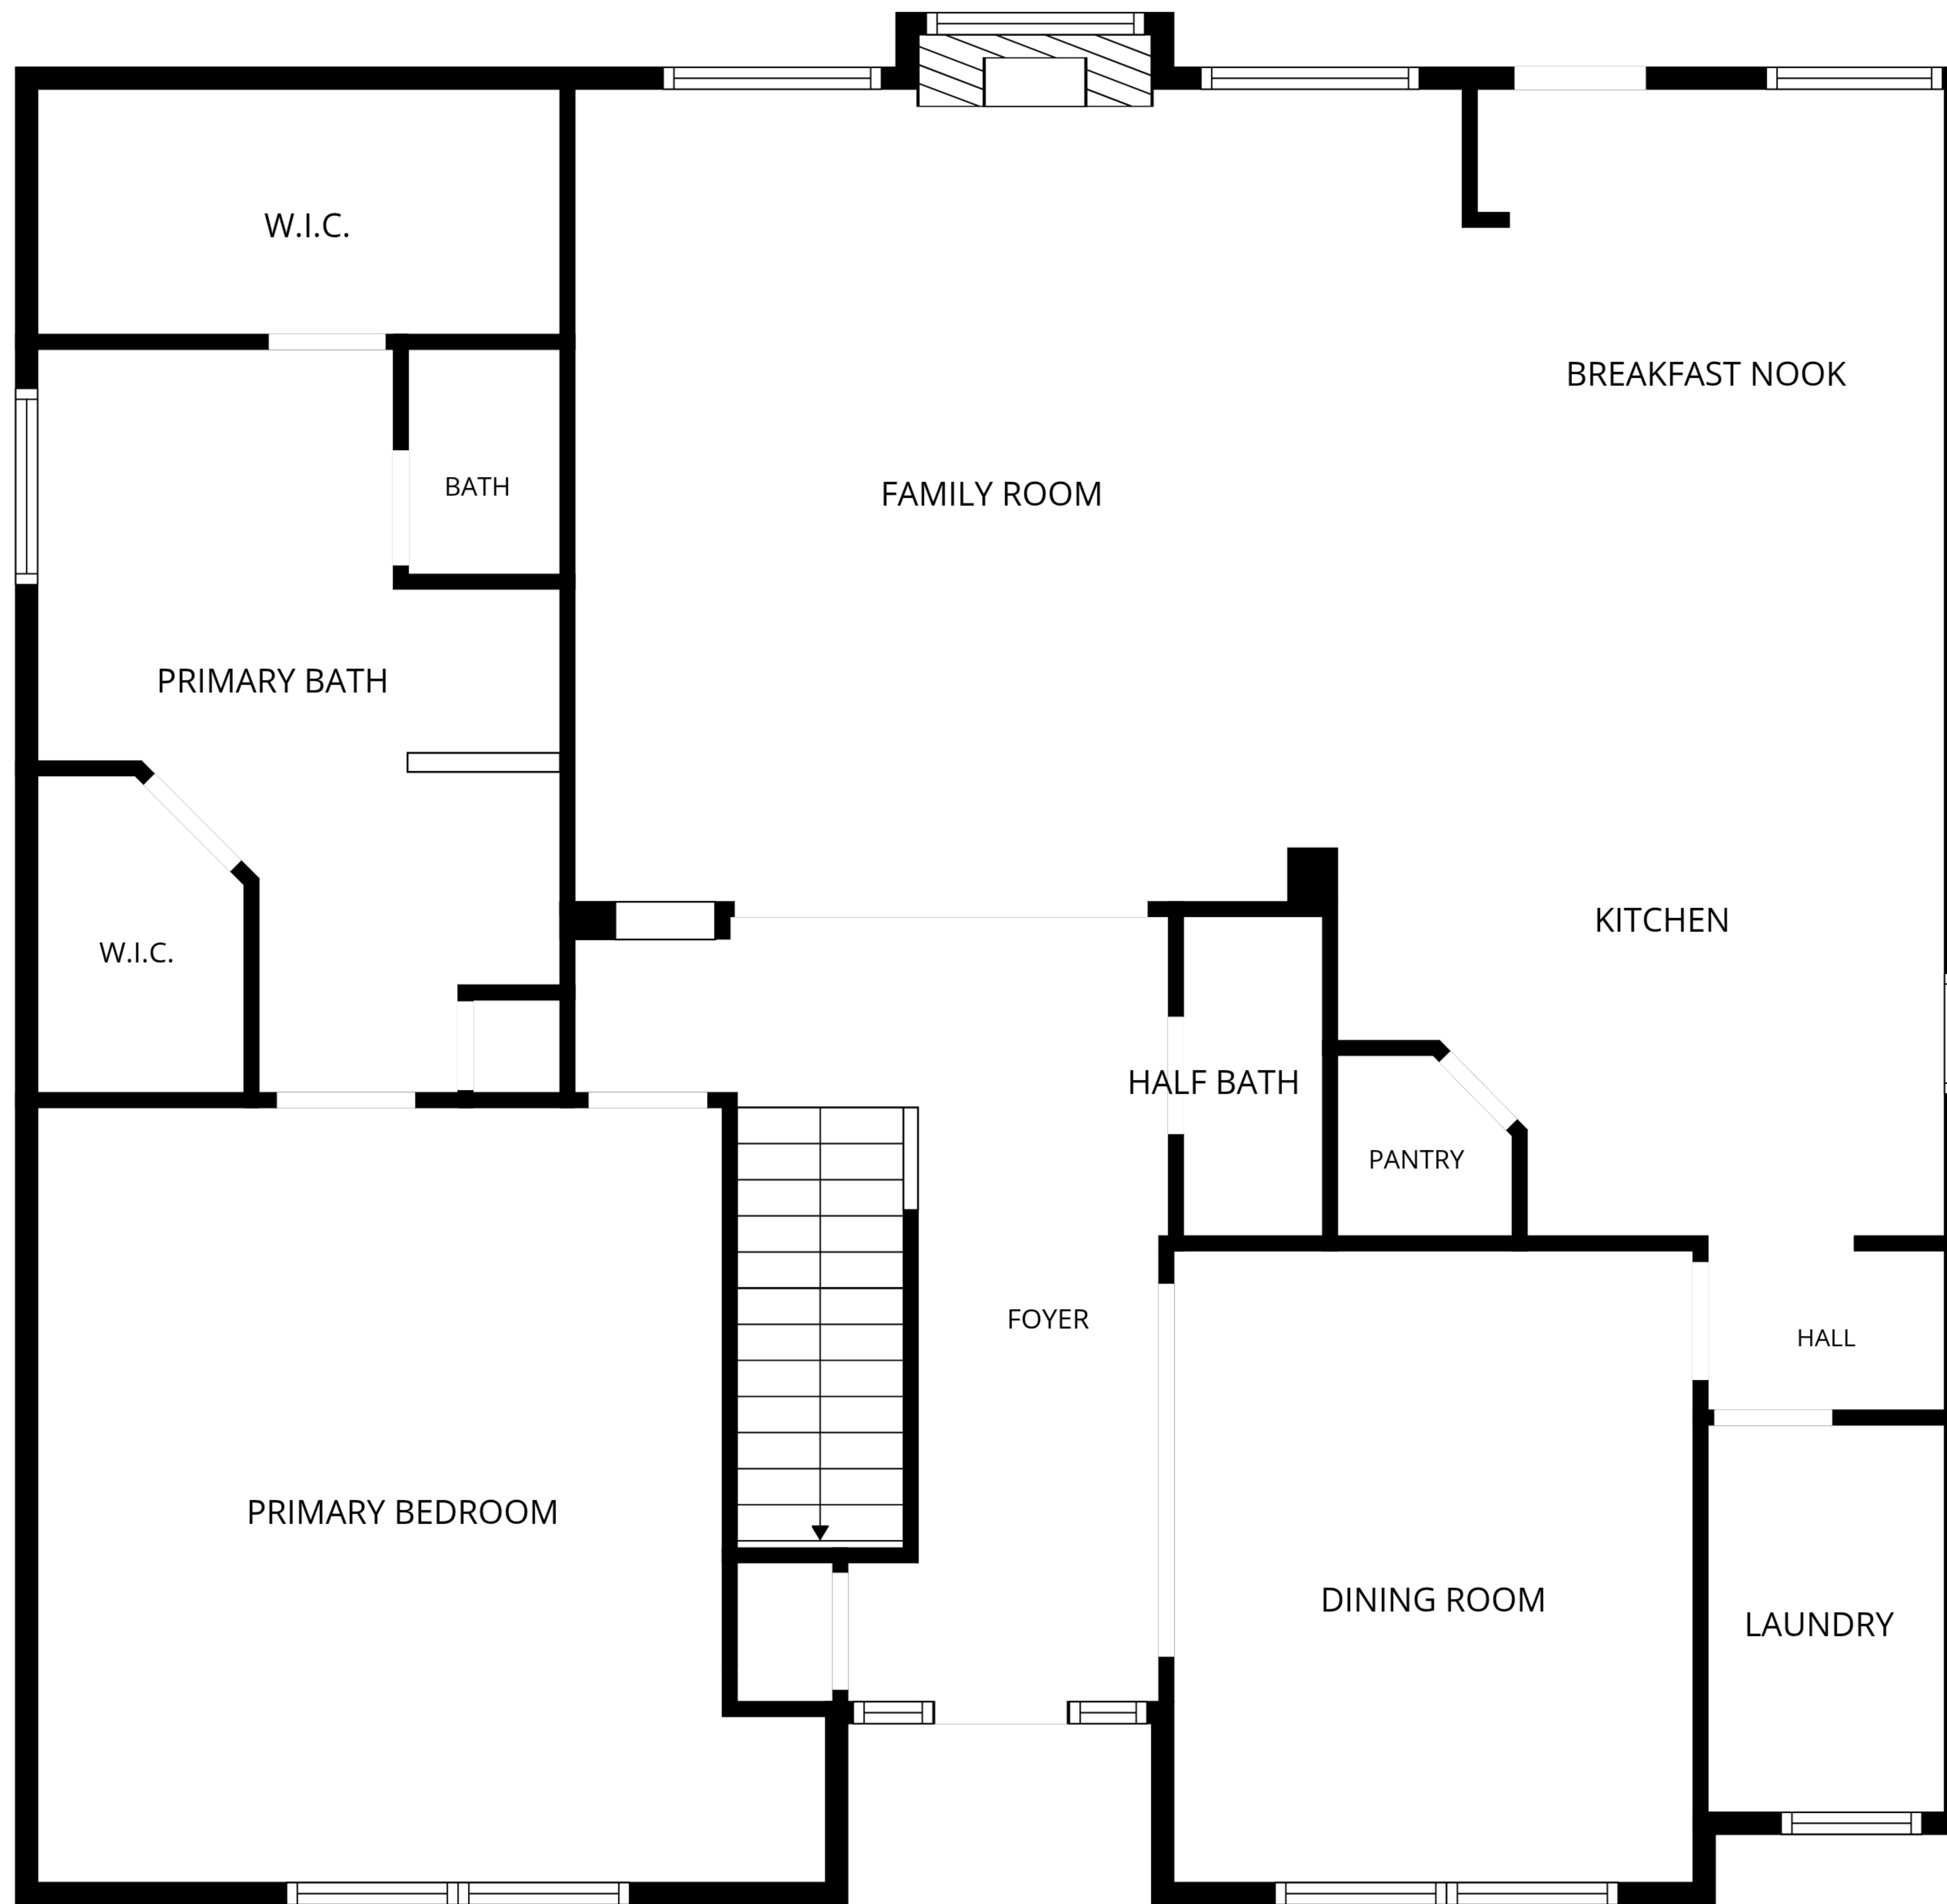 W.I.C.
BREAKFAST NOOK
BATH
FAMILY ROOM
PRIMARY BATH
KITCHEN
W.I.C.
HALF BATH
PANTRY
FOYER
HALL
PRIMARY BEDROOM
DINING ROOM
LAUNDRY